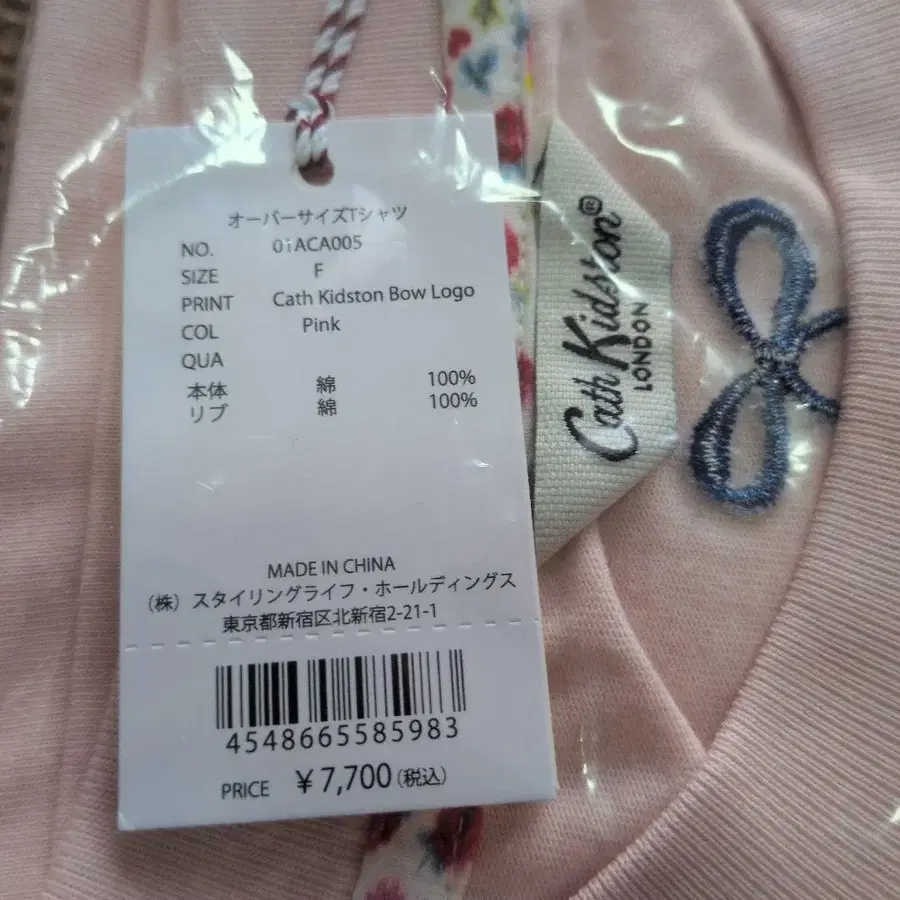 オーバーサイズTシャツ
NO. 01ACA005
SIZE F
PRINT Cath Kidston Bow Logo
COL Pink
QUA
本体 綿 100%
リブ 綿 100%
MADE IN CHINA
（株）スタイリングライフ・ホールディングス
東京都新宿区北新宿2-21-1
4548665585983
PRICE ¥7,700(税込)
Cath Kidston®
LONDON